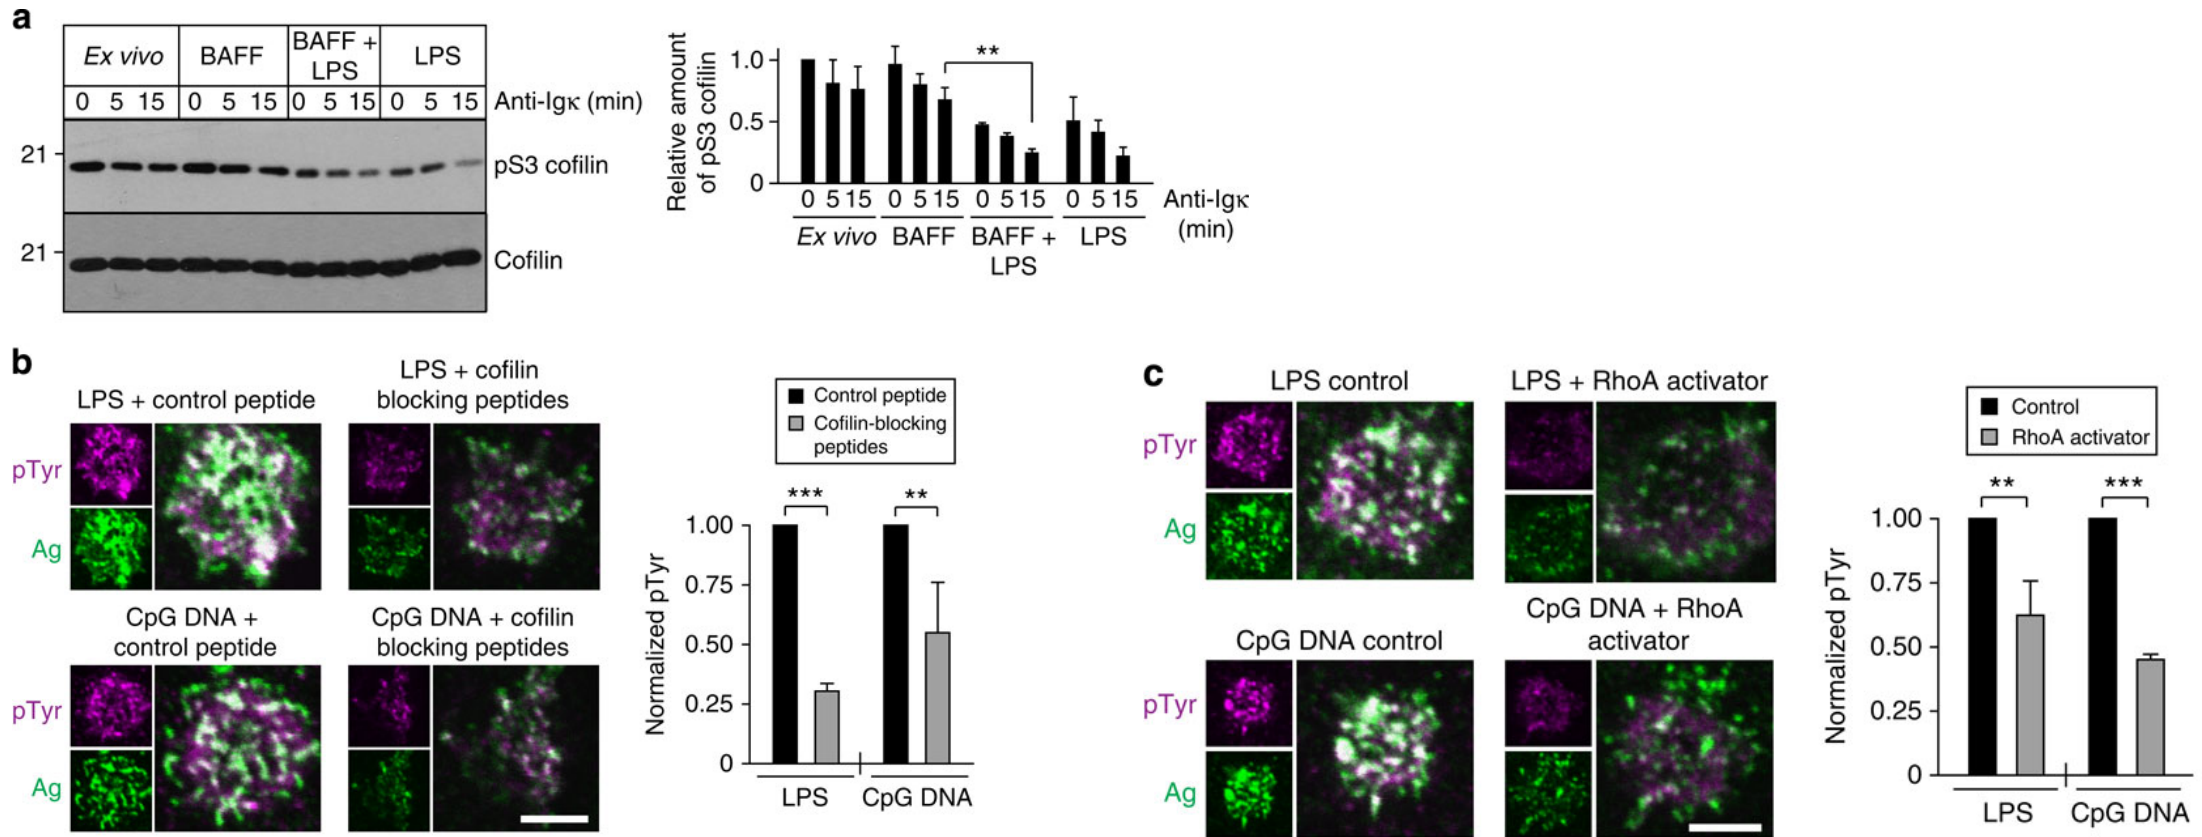 a
Ex vivo BAFF BAFF + LPS LPS
0 5 15 0 5 15 0 5 15 0 5 15 Anti-Igκ (min)
21 pS3 cofilin
21 Cofilin
Relative amount
of pS3 cofilin
1.0
0.5
0
**
0 5 15 0 5 15 0 5 15 0 5 15 Anti-Igκ
(min)
Ex vivo BAFF BAFF + LPS
LPS
b
LPS + control peptide
LPS + cofilin
blocking peptides
pTyr
Ag
CpG DNA +
control peptide
CpG DNA + cofilin
blocking peptides
pTyr
Ag
Control peptide
Cofilin-blocking
peptides
*** **
Normalized pTyr
1.00
0.75
0.50
0.25
0
LPS CpG DNA
c
LPS control
LPS + RhoA activator
pTyr
Ag
CpG DNA control
CpG DNA + RhoA
activator
pTyr
Ag
Control
RhoA activator
** ***
Normalized pTyr
1.00
0.75
0.50
0.25
0
LPS CpG DNA